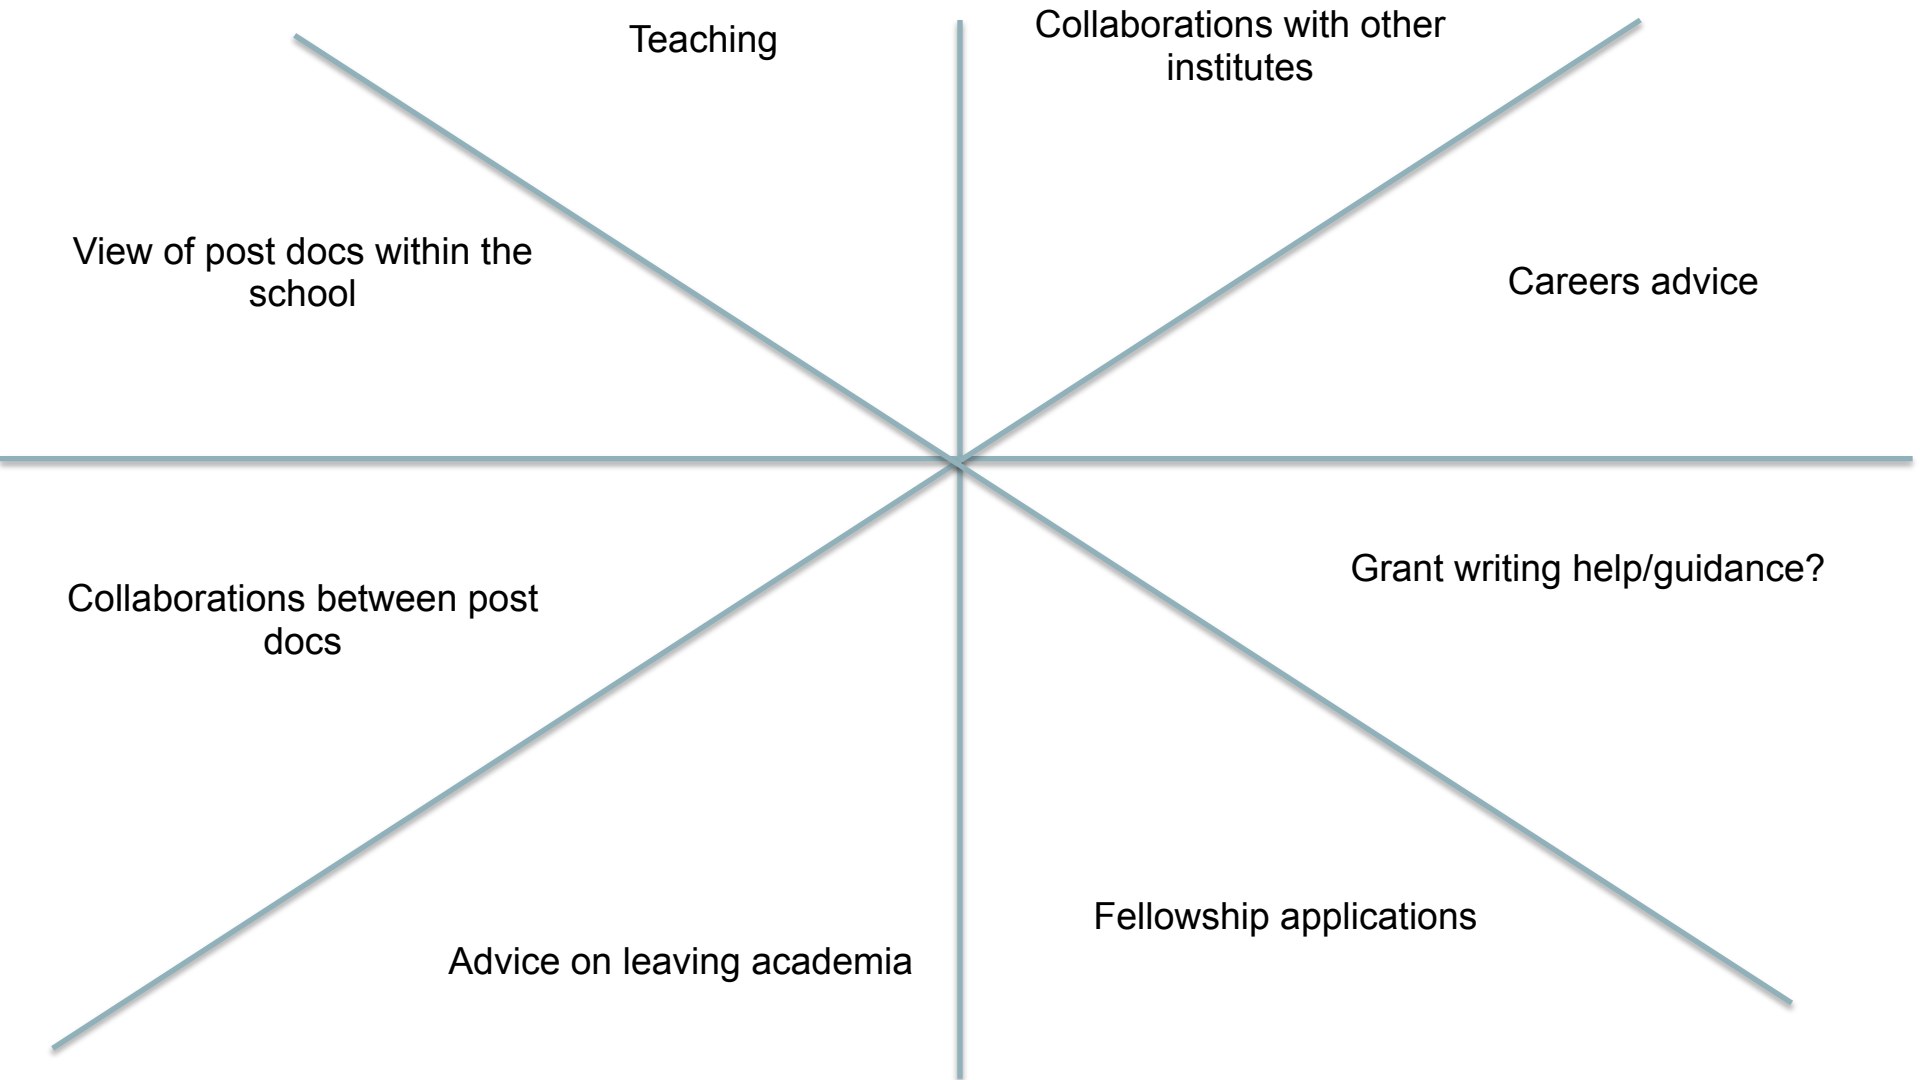 Teaching
Collaborations with other
institutes
View of post docs within the
school
Careers advice
Grant writing help/guidance?
Collaborations between post
docs
Fellowship applications
Advice on leaving academia